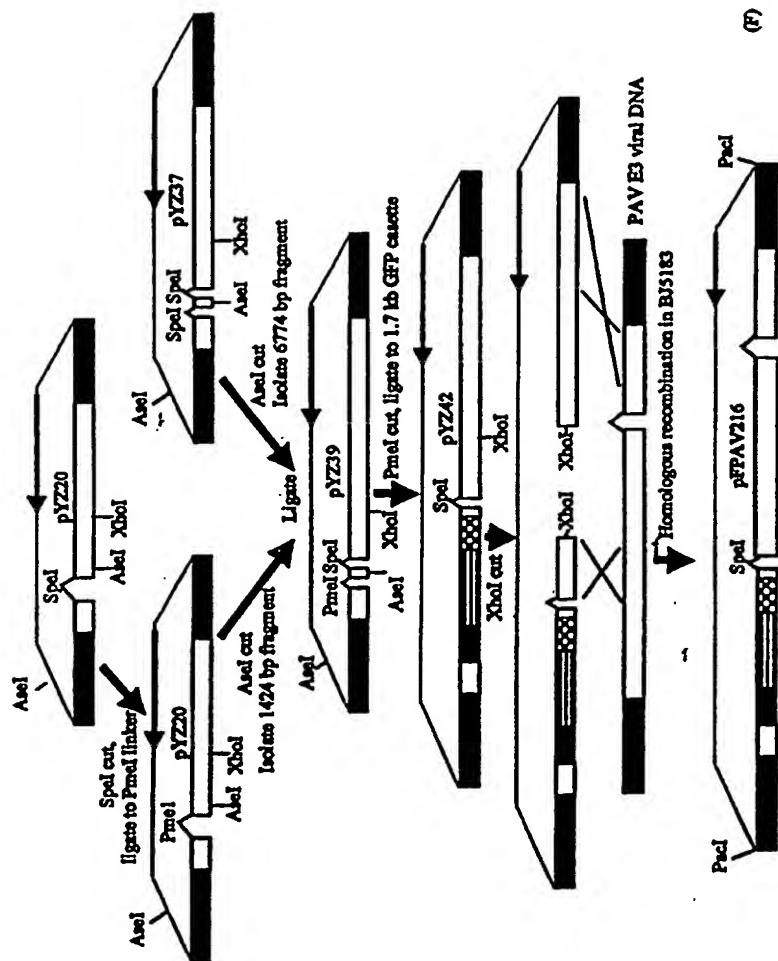 AseI
SpeI
pYZ20
AseI
XhoI
SpeI cut,
ligate to PmeI linker
AseI
PmeI
pYZ20
AseI
XhoI
AseI
SpeI SpeI
pYZ37
AseI
XhoI
AseI cut
Isolate 1424 bp fragment
Ligate
AseI cut
Isolate 6774 bp fragment
AseI
PmeI SpeI
pYZ39
AseI
XhoI
PmeI cut, ligate to 1.7 kb GFP casette
SpeI
pYZ42
XhoI
XhoI cut
XhoI
XhoI
PAV E3 viral DNA
Homologous recombination in BJ5183
PacI
SpeI
pFPAV216
PacI
(F)